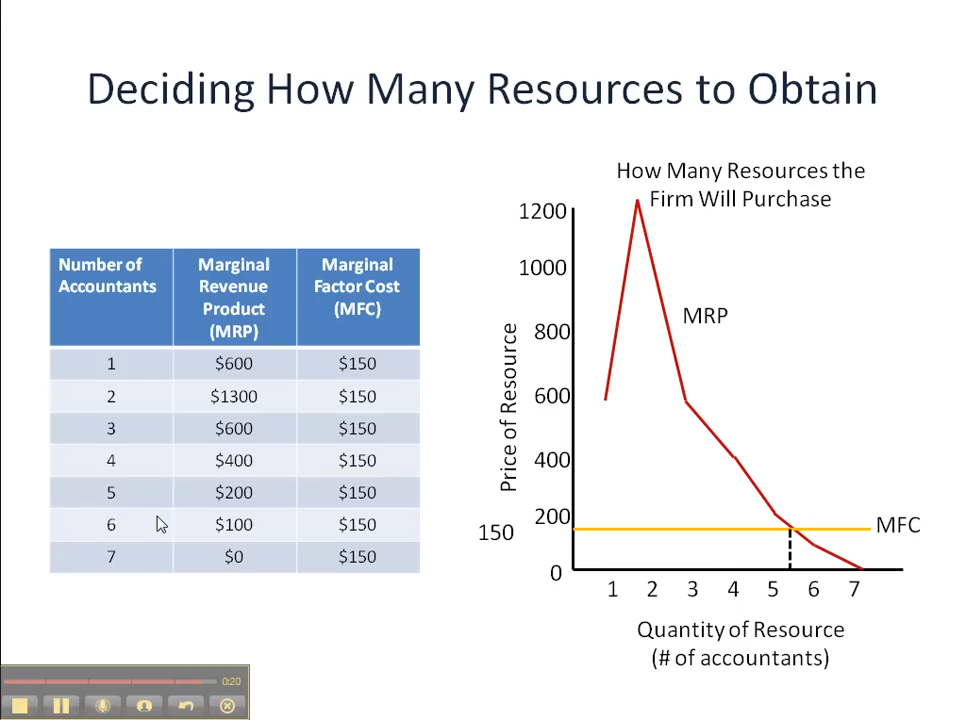 Deciding How Many Resources to Obtain
Number of
Accountants
Marginal
Revenue
Product
(MRP)
Marginal
Factor Cost
(MFC)
1 $600 $150
2 $1300 $150
3 $600 $150
4 $400 $150
5 $200 $150
6 $100 $150
7 $0 $150
How Many Resources the
Firm Will Purchase
1200
1000
800
600
400
200
150
0
Price of Resource
MRP
MFC
1 2 3 4 5 6 7
Quantity of Resource
(# of accountants)
0:20